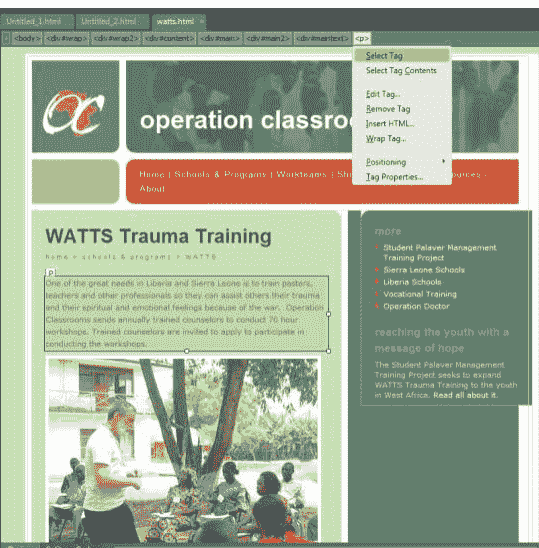 Untitled_1.html Untitled_2.html watts.html
<body> <div#wrap> <div#wrap2> <div#content> <div#main> <div#main2> <div#maintext> <p>
Select Tag
Select Tag Contents
Edit Tag...
Remove Tag
Insert HTML...
Wrap Tag...
Positioning
Tag Properties...
oc
operation classroo
Home | Schools & Programs | Workteams | Sh ources -
About
WATTS Trauma Training
home > schools & programs > WATTS
p
One of the great needs in Liberia and Sierra Leone is to train pastors,
teachers and other professionals so they can assist others their trauma
and their spiritual and emotional feelings because of the war. Operation
Classrooms sends annually trained counselors to conduct 70 hour
workshops. Trained counselors are invited to apply to participate in
conducting the workshops.
more
Student Palaver Management
Training Project
Sierra Leone Schools
Liberia Schools
Vocational Training
Operation Doctor
reaching the youth with a
message of hope
The Student Palaver Management
Training Project seeks to expand
WATTS Trauma Training to the youth
in West Africa. Read all about it.